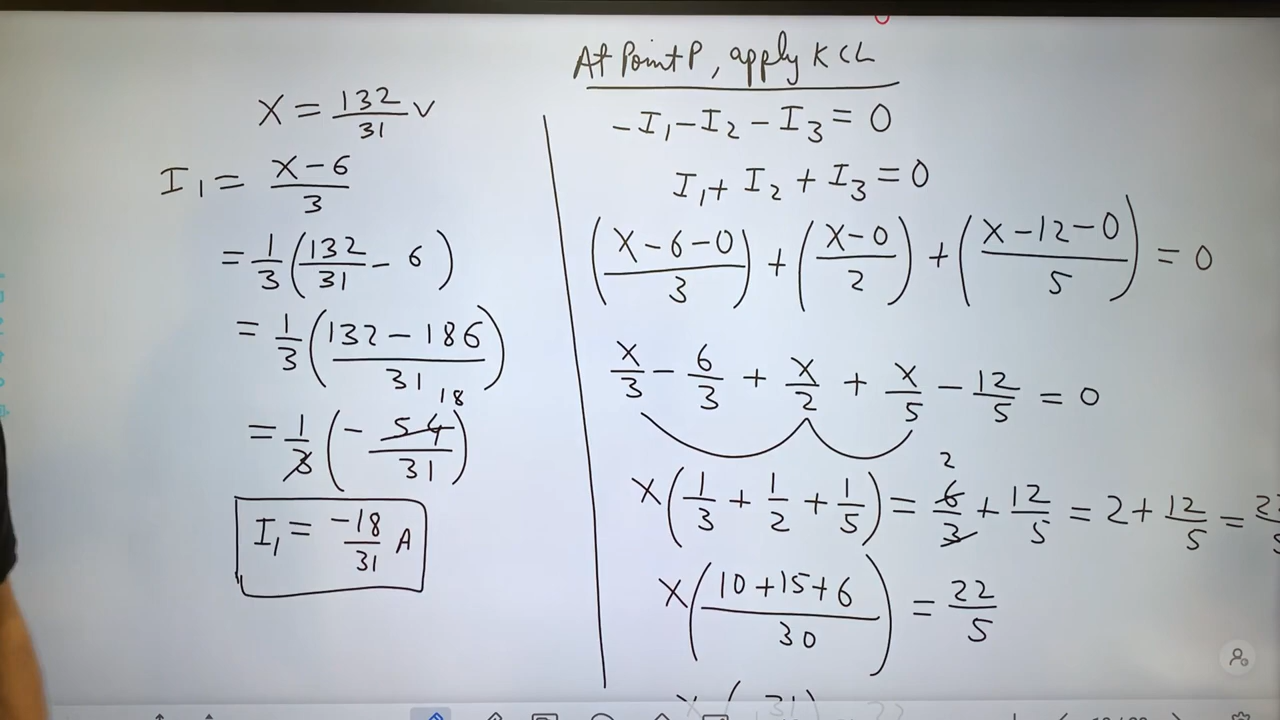 X = 132/31 V
I₁ = (X-6)/3
= 1/3 (132/31 - 6)
= 1/3 ((132-186)/31)
18
= 1/3 (- 54/31)
I₁ = -18/31 A
At Point P, apply KCL
-I₁-I₂-I₃ = 0
I₁+I₂+I₃ = 0
((X-6-0)/3) + ((X-0)/2) + ((X-12-0)/5) = 0
X/3 - 6/3 + X/2 + X/5 - 12/5 = 0
2
X(1/3 + 1/2 + 1/5) = 6/3 + 12/5 = 2 + 12/5 =
X((10+15+6)/30) = 22/5